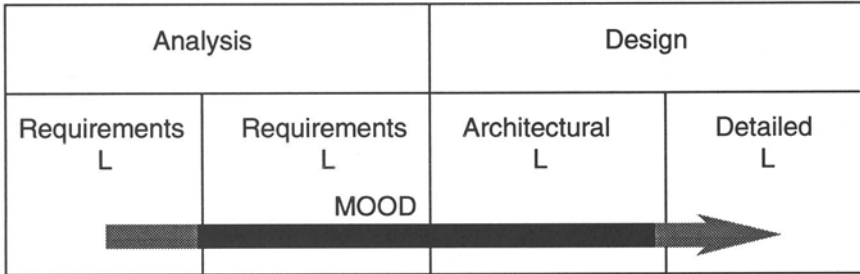 Analysis Design
Requirements Requirements Architectural Detailed
L L L L
MOOD